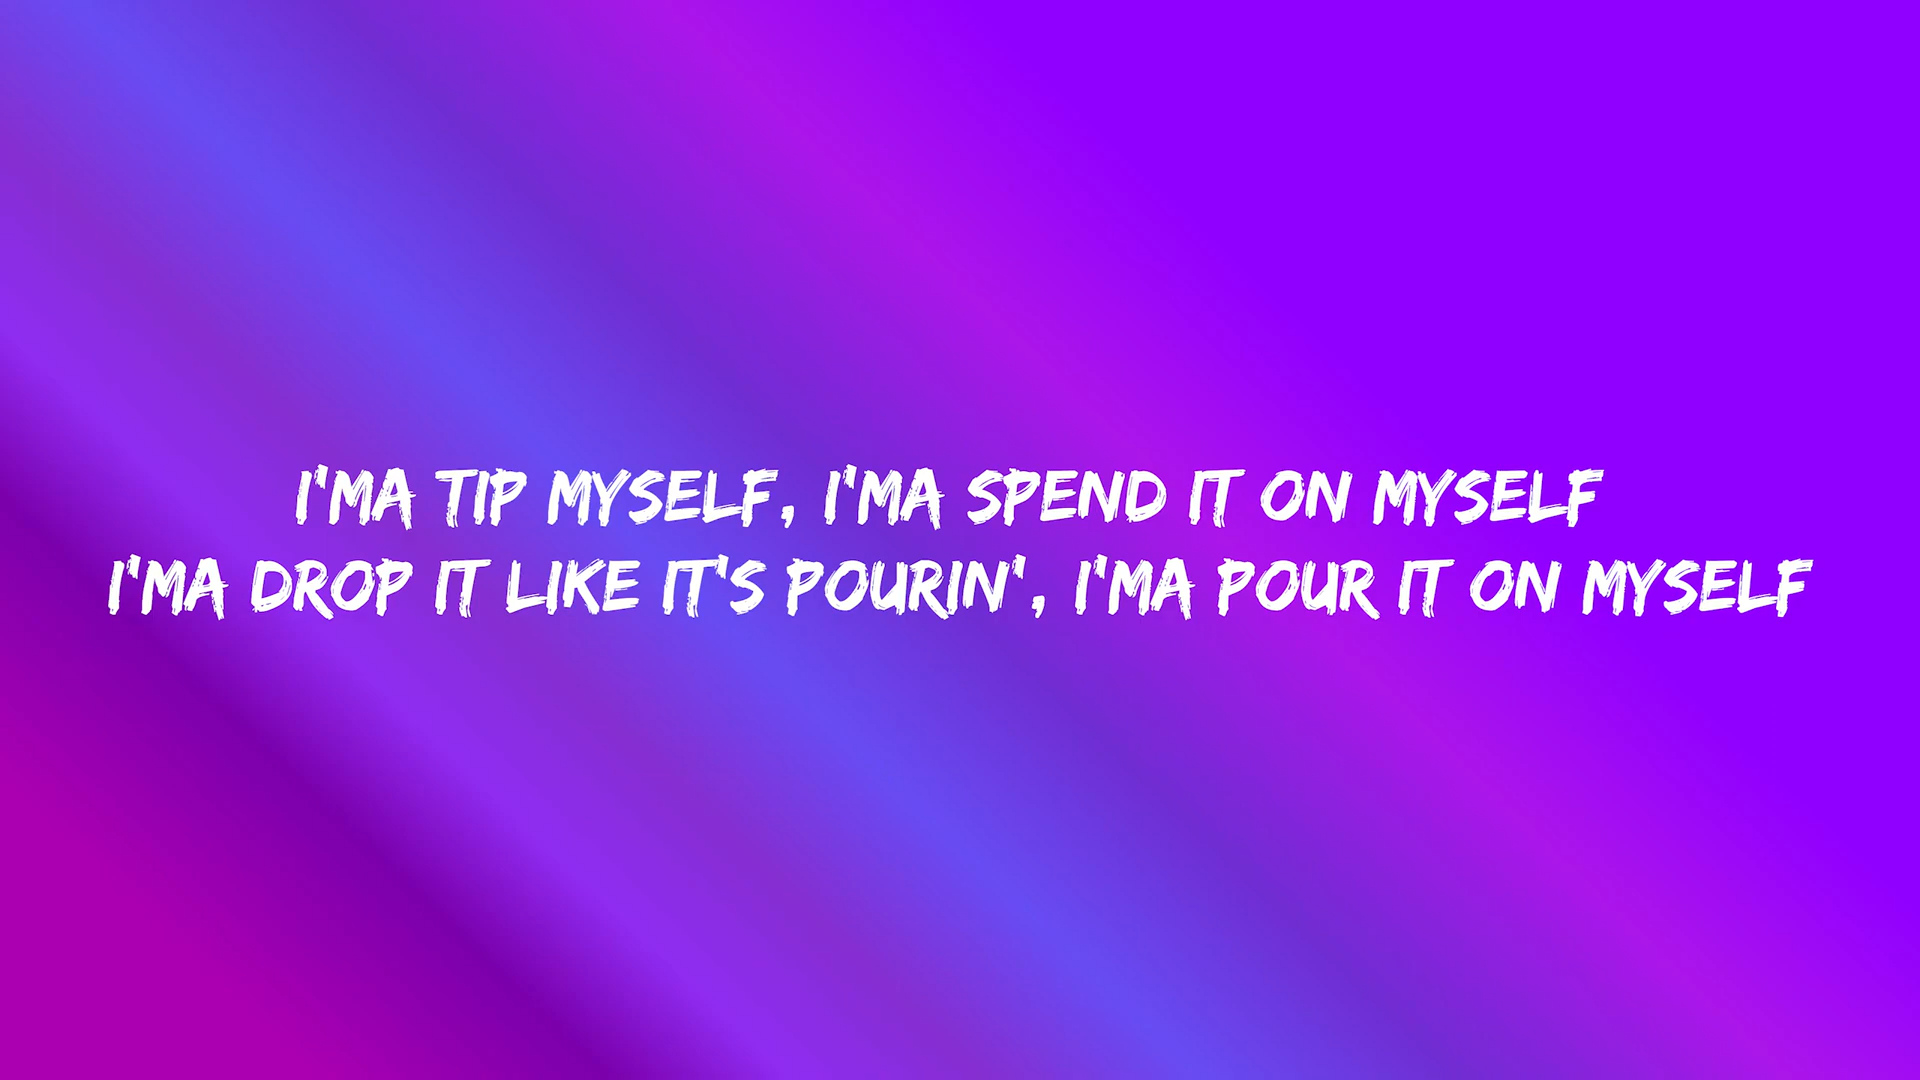 I'MA TIP MYSELF, I'MA SPEND IT ON MYSELF
I'MA DROP IT LIKE IT'S POURIN', I'MA POUR IT ON MYSELF